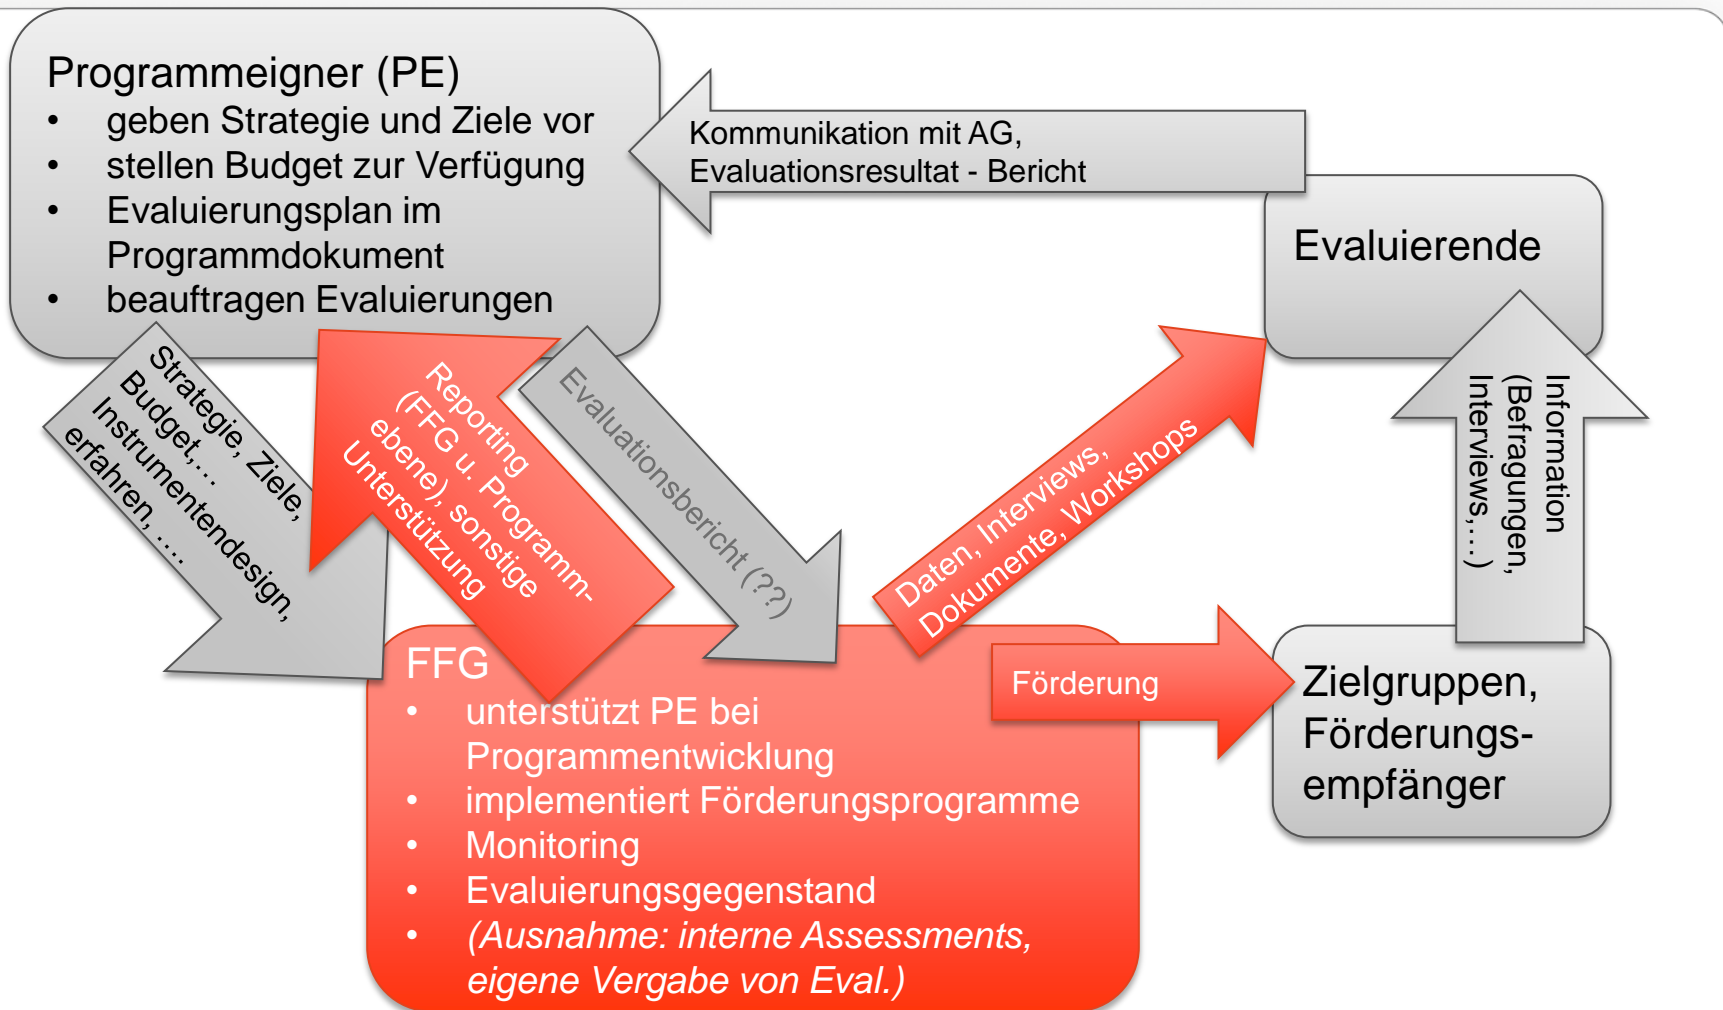 Programmeigner (PE)
• geben Strategie und Ziele vor
• stellen Budget zur Verfügung
• Evaluierungsplan im
Programmdokument
• beauftragen Evaluierungen
Kommunikation mit AG,
Evaluationsresultat - Bericht
Evaluierende
Strategie, Ziele,
Budget,…
Instrumentendesign,
erfahren, ….
Reporting
(FFG u. Programm-
ebene), sonstige
Unterstützung
Evaluationsbericht (??)
Daten, Interviews,
Dokumente, Workshops
Information
(Befragungen,
Interviews,…)
FFG
• unterstützt PE bei
Programmentwicklung
• implementiert Förderungsprogramme
• Monitoring
• Evaluierungsgegenstand
• (Ausnahme: interne Assessments,
eigene Vergabe von Eval.)
Förderung
Zielgruppen,
Förderungs-
empfänger